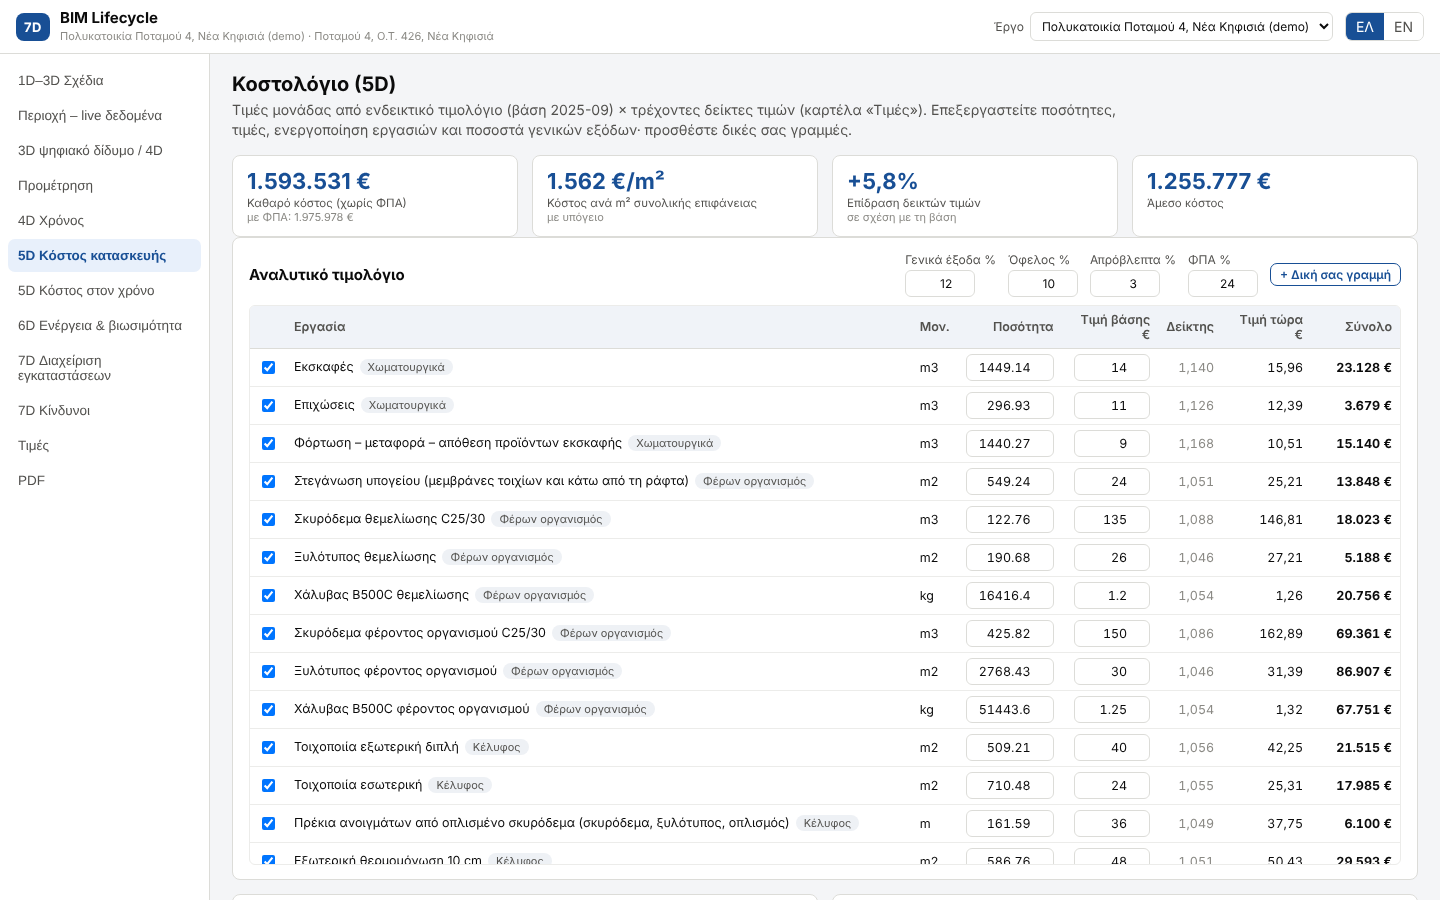 7D
BIM Lifecycle
Πολυκατοικία Ποταμού 4, Νέα Κηφισιά (demo) · Ποταμού 4, Ο.Τ. 426, Νέα Κηφισιά
Έργο
Πολυκατοικία Ποταμού 4, Νέα Κηφισιά (demo)
ΕΛ
EN
1D–3D Σχέδια
Περιοχή – live δεδομένα
3D ψηφιακό δίδυμο / 4D
Προμέτρηση
4D Χρόνος
5D Κόστος κατασκευής
5D Κόστος στον χρόνο
6D Ενέργεια & βιωσιμότητα
7D Διαχείριση
εγκαταστάσεων
7D Κίνδυνοι
Τιμές
PDF
Κοστολόγιο (5D)
Τιμές μονάδας από ενδεικτικό τιμολόγιο (βάση 2025-09) × τρέχοντες δείκτες τιμών (καρτέλα «Τιμές»). Επεξεργαστείτε ποσότητες,
τιμές, ενεργοποίηση εργασιών και ποσοστά γενικών εξόδων· προσθέστε δικές σας γραμμές.
1.593.531 €
Καθαρό κόστος (χωρίς ΦΠΑ)
με ΦΠΑ: 1.975.978 €
1.562 €/m²
Κόστος ανά m² συνολικής επιφάνειας
με υπόγειο
+5,8%
Επίδραση δεικτών τιμών
σε σχέση με τη βάση
1.255.777 €
Άμεσο κόστος
Αναλυτικό τιμολόγιο
Γενικά έξοδα % Όφελος % Απρόβλεπτα % ΦΠΑ %
12 10 3 24
+ Δική σας γραμμή
Εργασία Μον. Ποσότητα Τιμή βάσης € Δείκτης Τιμή τώρα € Σύνολο
Εκσκαφές Χωματουργικά m3 1449.14 14 1,140 15,96 23.128 €
Επιχώσεις Χωματουργικά m3 296.93 11 1,126 12,39 3.679 €
Φόρτωση – μεταφορά – απόθεση προϊόντων εκσκαφής Χωματουργικά m3 1440.27 9 1,168 10,51 15.140 €
Στεγάνωση υπογείου (μεμβράνες τοιχίων και κάτω από τη ράφτα) Φέρων οργανισμός m2 549.24 24 1,051 25,21 13.848 €
Σκυρόδεμα θεμελίωσης C25/30 Φέρων οργανισμός m3 122.76 135 1,088 146,81 18.023 €
Ξυλότυπος θεμελίωσης Φέρων οργανισμός m2 190.68 26 1,046 27,21 5.188 €
Χάλυβας B500C θεμελίωσης Φέρων οργανισμός kg 16416.4 1.2 1,054 1,26 20.756 €
Σκυρόδεμα φέροντος οργανισμού C25/30 Φέρων οργανισμός m3 425.82 150 1,086 162,89 69.361 €
Ξυλότυπος φέροντος οργανισμού Φέρων οργανισμός m2 2768.43 30 1,046 31,39 86.907 €
Χάλυβας B500C φέροντος οργανισμού Φέρων οργανισμός kg 51443.6 1.25 1,054 1,32 67.751 €
Τοιχοποιία εξωτερική διπλή Κέλυφος m2 509.21 40 1,056 42,25 21.515 €
Τοιχοποιία εσωτερική Κέλυφος m2 710.48 24 1,055 25,31 17.985 €
Πρέκια ανοιγμάτων από οπλισμένο σκυρόδεμα (σκυρόδεμα, ξυλότυπος, οπλισμός) Κέλυφος m 161.59 36 1,049 37,75 6.100 €
Εξωτερική θερμομόνωση 10 cm Κέλυφος m2 586.76 48 1,051 50,43 29.593 €